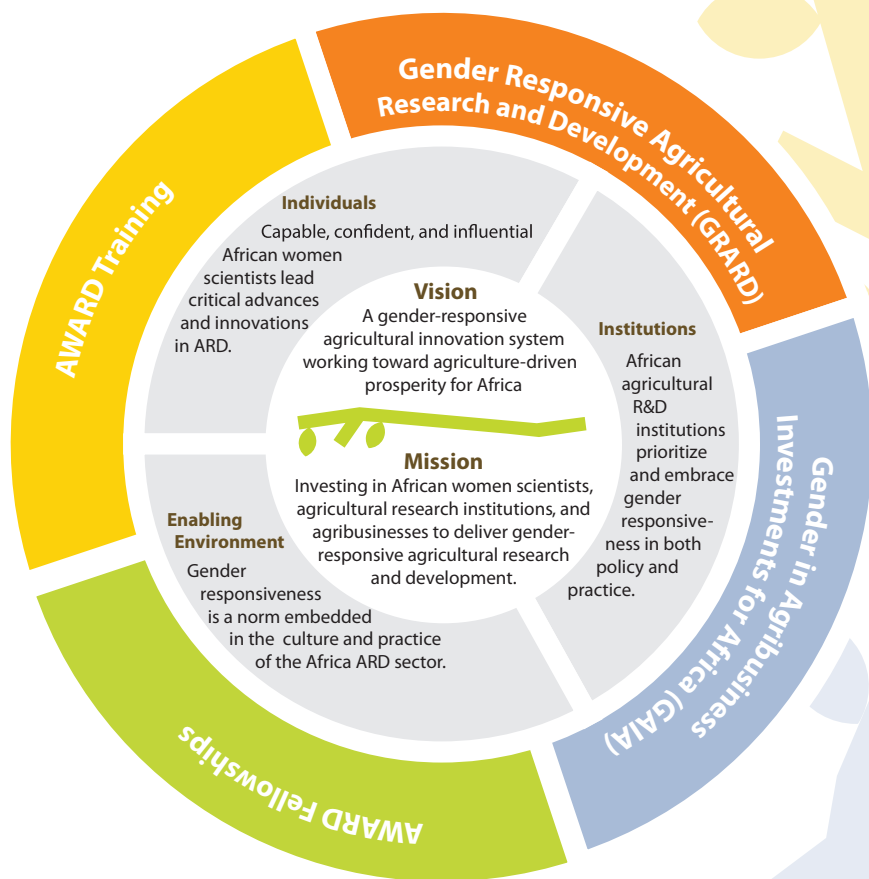 Gender Responsive Agricultural
Research and Development (GRARD)
AWARD Training
Individuals
Capable, confident, and influential
African women
scientists lead
critical advances
and innovations
in ARD.
Vision
A gender-responsive
agricultural innovation system
working toward agriculture-driven
prosperity for Africa
Institutions
African
agricultural
R&D
institutions
prioritize
and embrace
gender
responsive-
ness in both
policy and
practice.
Mission
Investing in African women scientists,
agricultural research institutions, and
agribusinesses to deliver gender-
responsive agricultural research
and development.
Enabling
Environment
Gender
responsiveness
is a norm embedded
in the culture and practice
of the Africa ARD sector.
Gender in Agribusiness
Investments for Africa (GAIA)
AWARD Fellowships